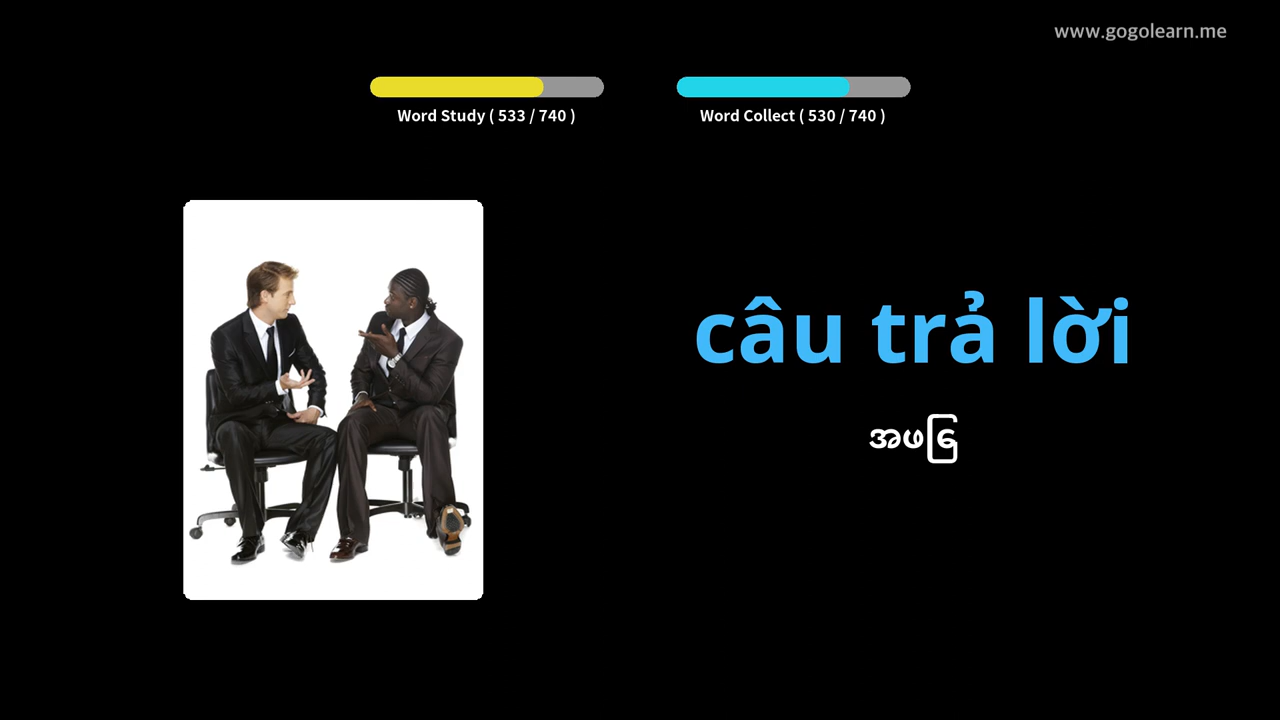 www.gogolearn.me
Word Study ( 533 / 740 )
Word Collect ( 530 / 740 )
câu trả lời
အဖြေ